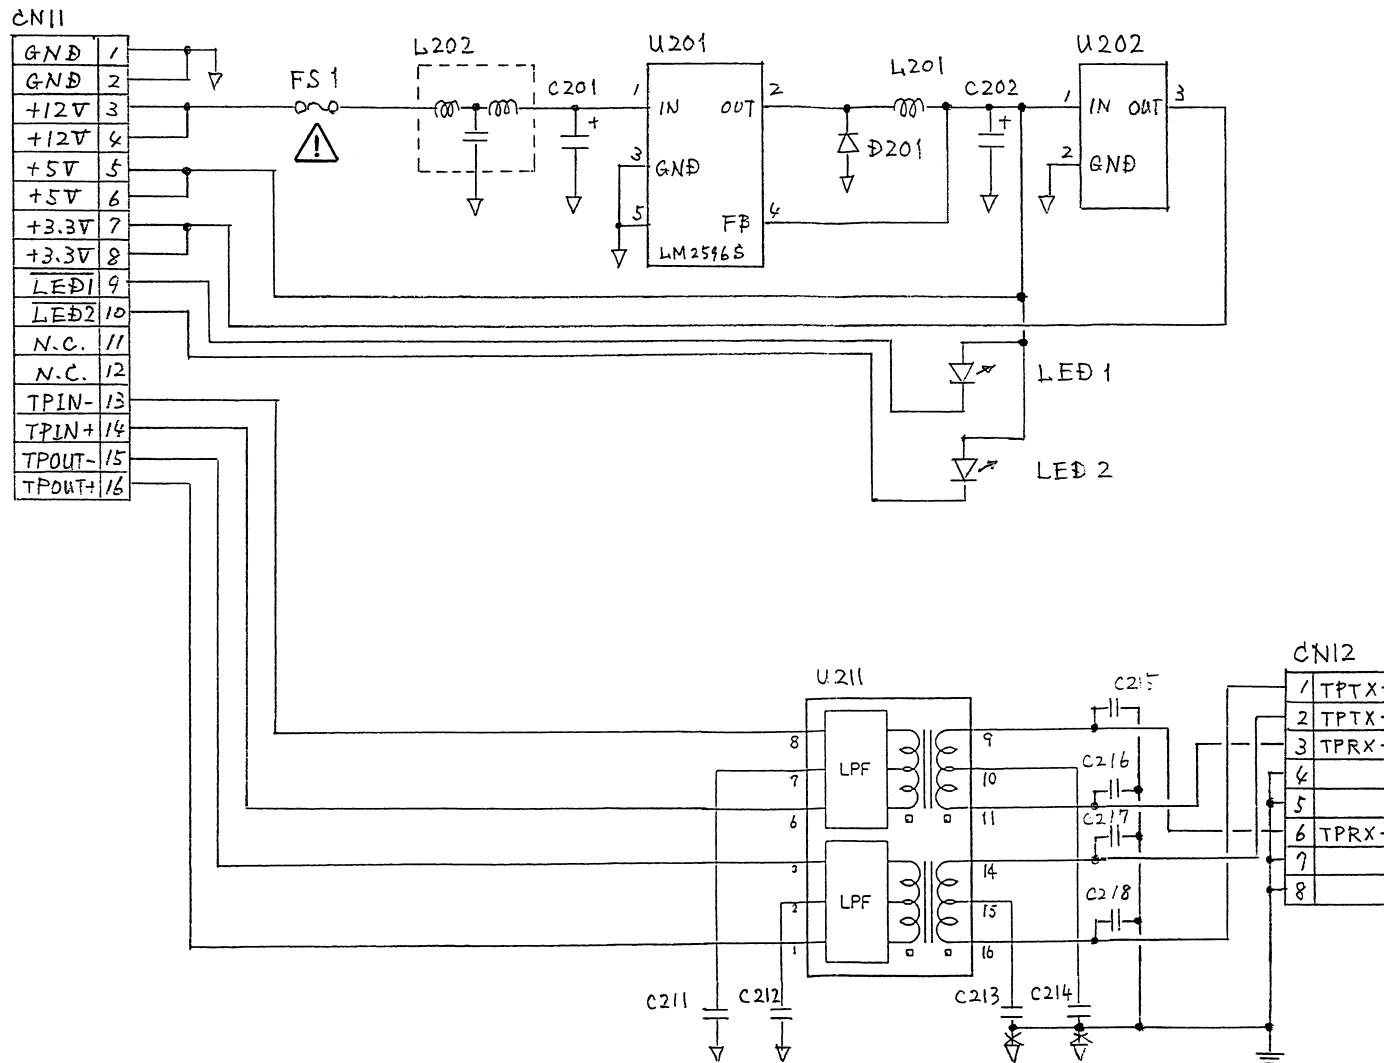 CN11
GND 1
GND 2
+12V 3
+12V 4
+5V 5
+5V 6
+3.3V 7
+3.3V 8
LED1 9
LED2 10
N.C. 11
N.C. 12
TPIN- 13
TPIN+ 14
TPOUT- 15
TPOUT+ 16
FS1
!
L202
C201
+
U201
1 IN OUT 2
3 GND
5 FB 4
LM2596S
L201
D201
C202
+
U202
1 IN OUT 3
2 GND
LED 1
LED 2
U211
8 LPF 9
7 10
6 11
3 LPF 14
2 15
1 16
C211
C212
C213
C214
C215
C216
C217
C218
CN12
1 TPTX-
2 TPTX-
3 TPRX-
4
5
6 TPRX-
7
8